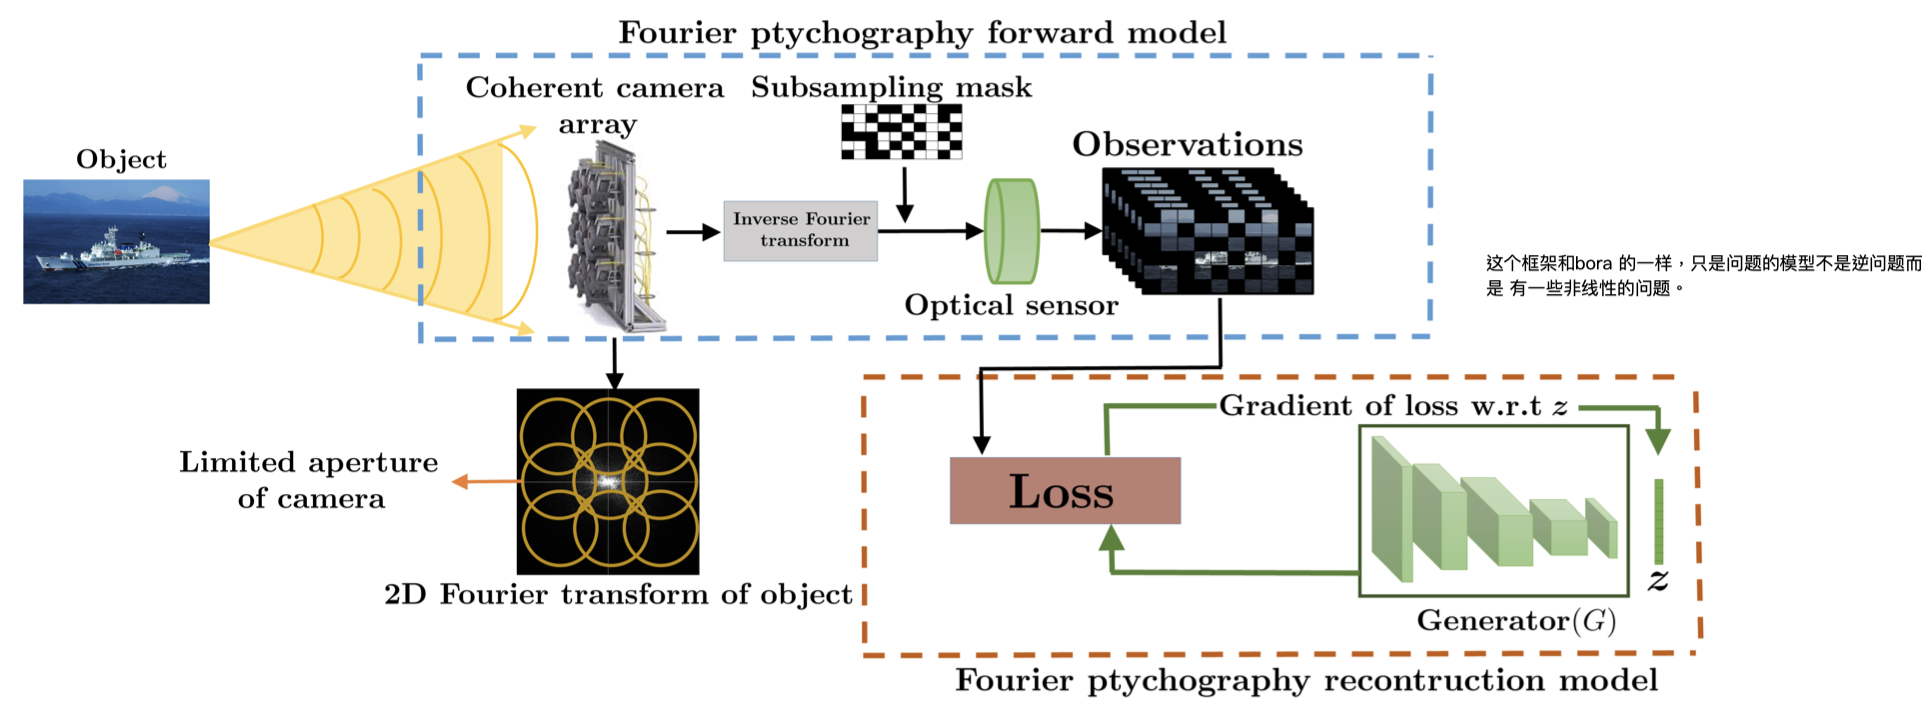 Fourier ptychography forward model
Coherent camera
array
Subsampling mask
Object
Observations
Inverse Fourier
transform
Optical sensor
这个框架和bora 的一样，只是问题的模型不是逆问题而
是 有一些非线性的问题。
Gradient of loss w.r.t z
Limited aperture
of camera
Loss
z
2D Fourier transform of object
Generator(G)
Fourier ptychography recontruction model